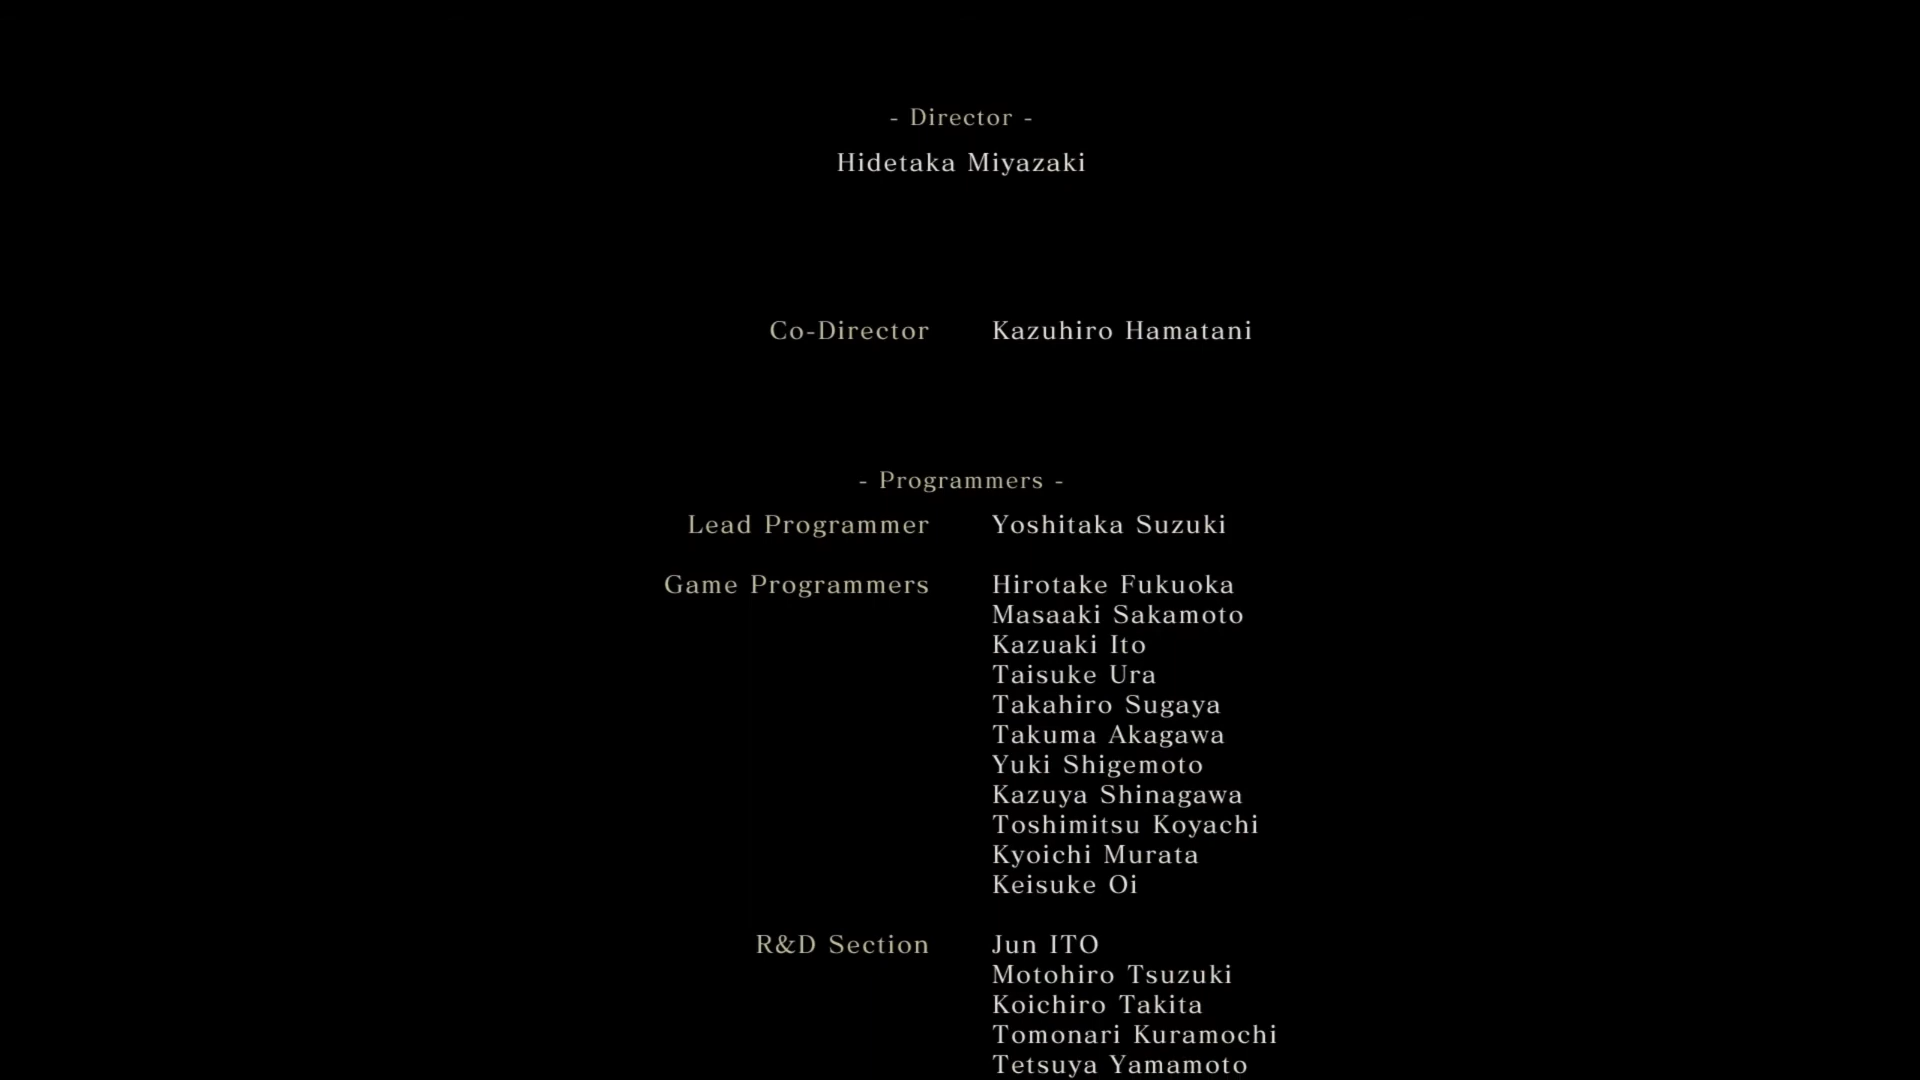 - Director -
Hidetaka Miyazaki
Co-Director Kazuhiro Hamatani
- Programmers -
Lead Programmer Yoshitaka Suzuki
Game Programmers Hirotake Fukuoka
Masaaki Sakamoto
Kazuaki Ito
Taisuke Ura
Takahiro Sugaya
Takuma Akagawa
Yuki Shigemoto
Kazuya Shinagawa
Toshimitsu Koyachi
Kyoichi Murata
Keisuke Oi
R&D Section Jun ITO
Motohiro Tsuzuki
Koichiro Takita
Tomonari Kuramochi
Tetsuya Yamamoto